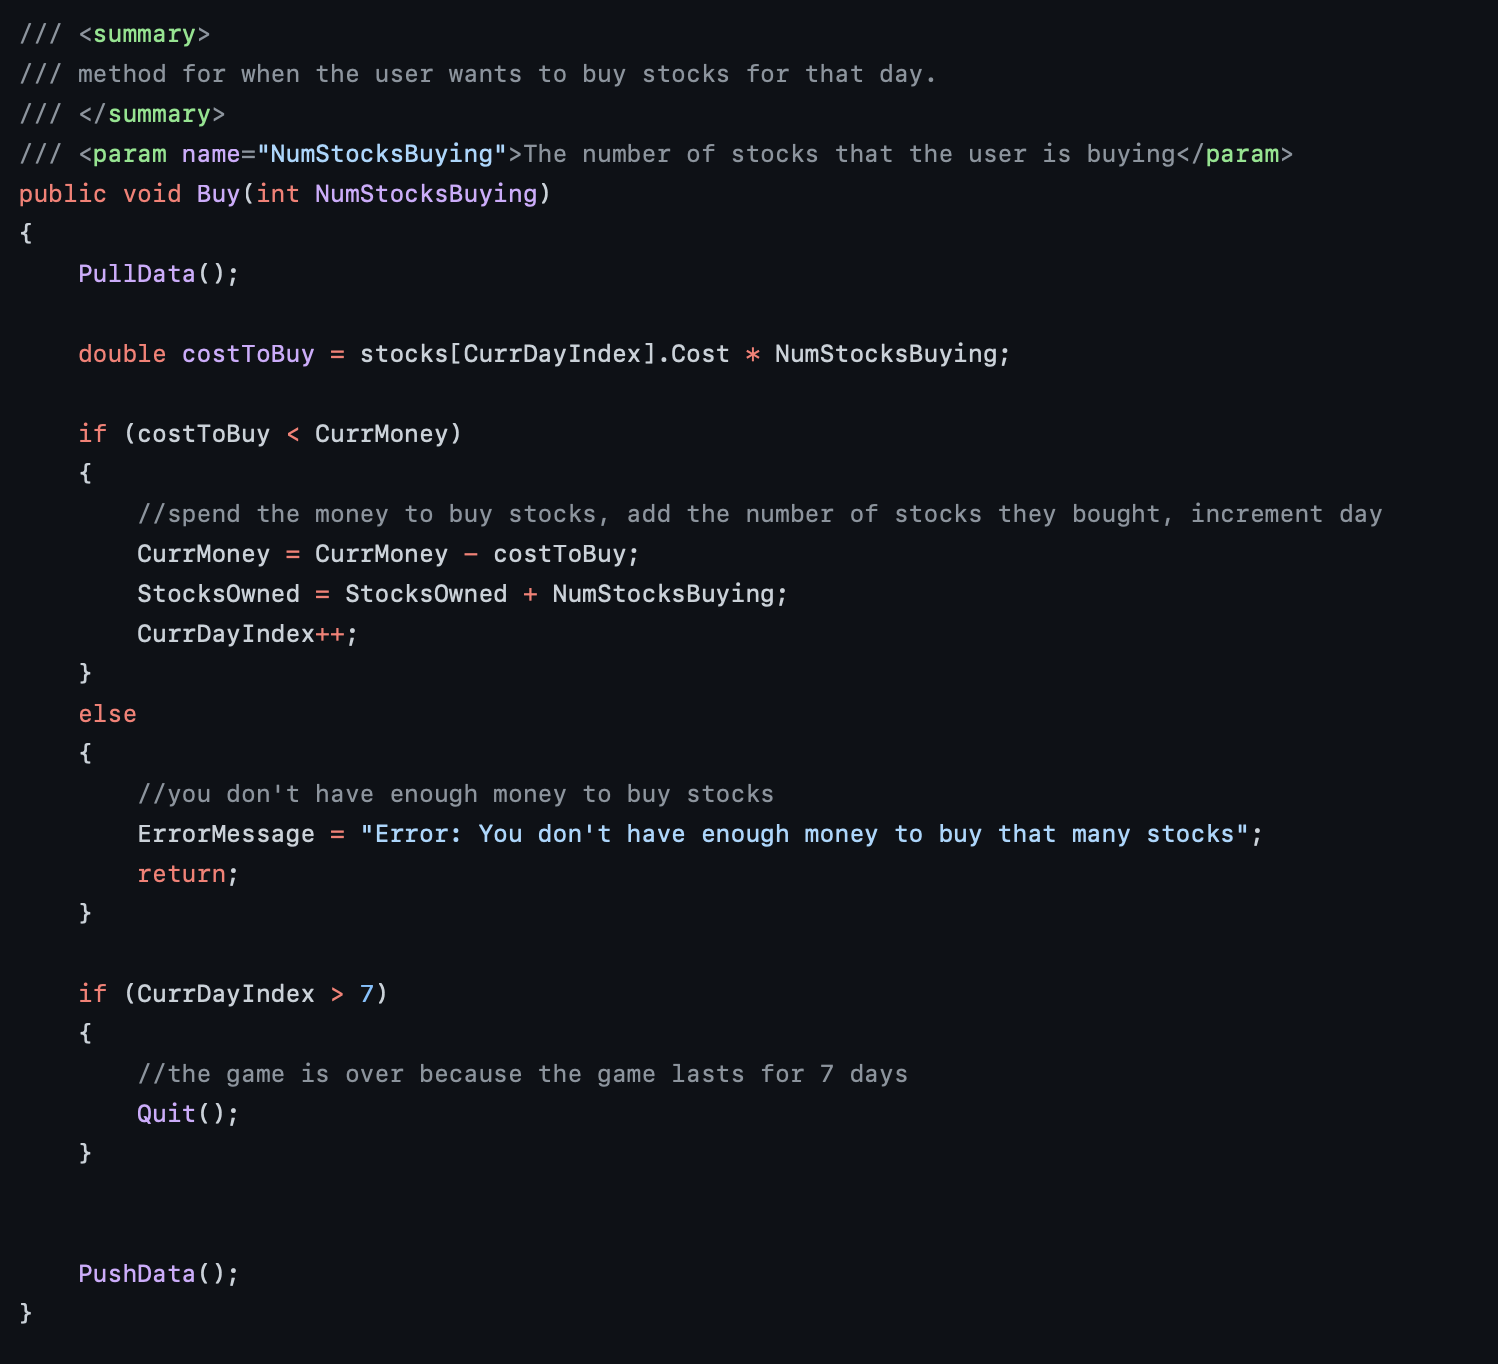 /// <summary>
/// method for when the user wants to buy stocks for that day.
/// </summary>
/// <param name="NumStocksBuying">The number of stocks that the user is buying</param>
public void Buy(int NumStocksBuying)
{
    PullData();

    double costToBuy = stocks[CurrDayIndex].Cost * NumStocksBuying;

    if (costToBuy < CurrMoney)
    {
        //spend the money to buy stocks, add the number of stocks they bought, increment day
        CurrMoney = CurrMoney - costToBuy;
        StocksOwned = StocksOwned + NumStocksBuying;
        CurrDayIndex++;
    }
    else
    {
        //you don't have enough money to buy stocks
        ErrorMessage = "Error: You don't have enough money to buy that many stocks";
        return;
    }

    if (CurrDayIndex > 7)
    {
        //the game is over because the game lasts for 7 days
        Quit();
    }


    PushData();
}